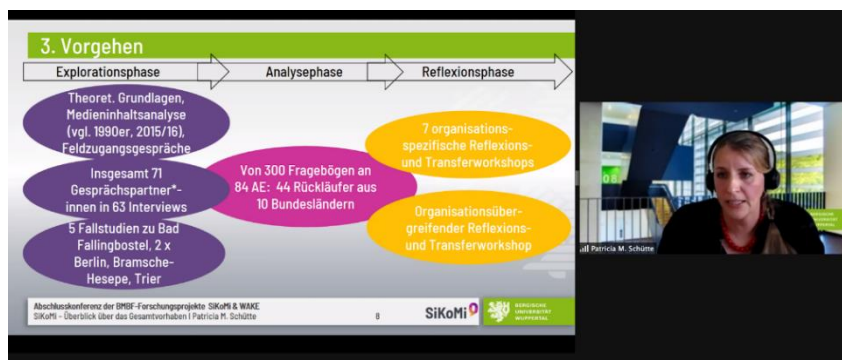 3. Vorgehen
Explorationsphase
Analysephase
Reflexionsphase
Theoret. Grundlagen,
Medieninhaltsanalyse
(vgl. 1990er, 2015/16),
Feldzugangsgespräche
Insgesamt 71
Gesprächspartner*-
innen in 63 Interviews
5 Fallstudien zu Bad
Fallingbostel, 2 x
Berlin, Bramsche-
Hesepe, Trier
Von 300 Fragebögen an
84 AE: 44 Rückläufer aus
10 Bundesländern
7 organisations-
spezifische Reflexions-
und Transferworkshops
Organisationsüber-
greifender Reflexions-
und Transferworkshop
Abschlusskonferenz der BMBF-Forschungsprojekte SiKoMi & WAKE
SiKoMi – Überblick über das Gesamtvorhaben I Patricia M. Schütte
8
SiKoMi
BERGISCHE
UNIVERSITÄT
WUPPERTAL
Patricia M. Schütte